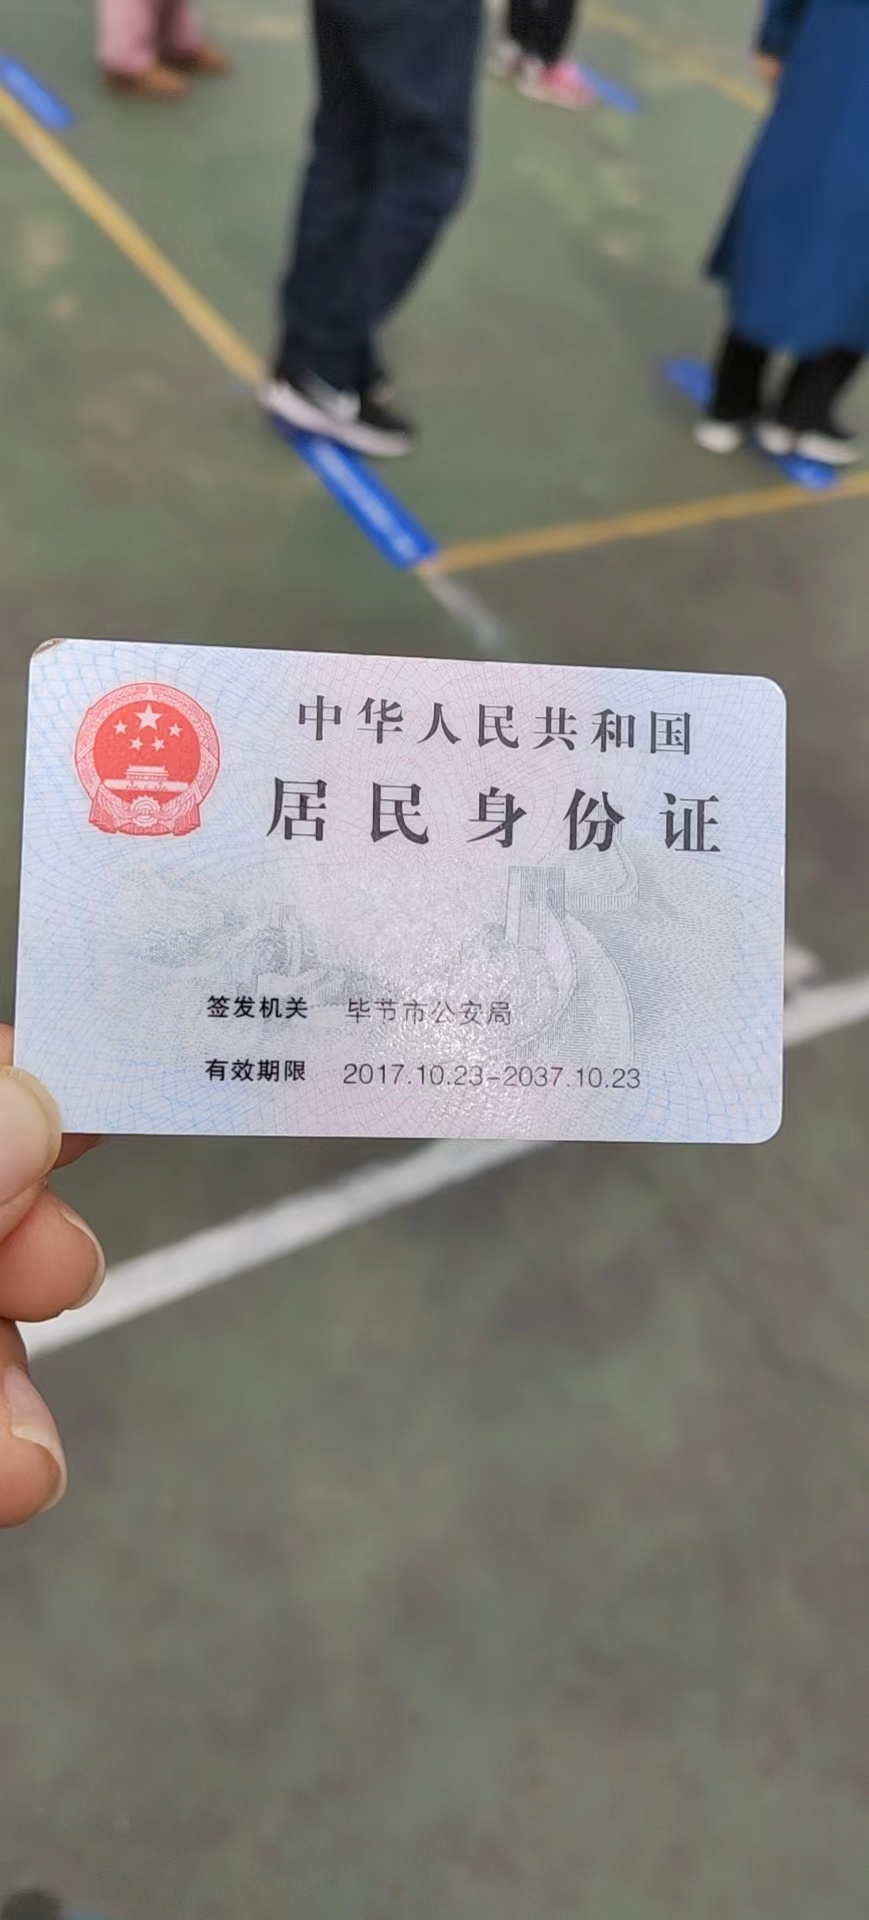 中华人民共和国
居民身份证
签发机关 毕节市公安局
有效期限 2017.10.23-2037.10.23